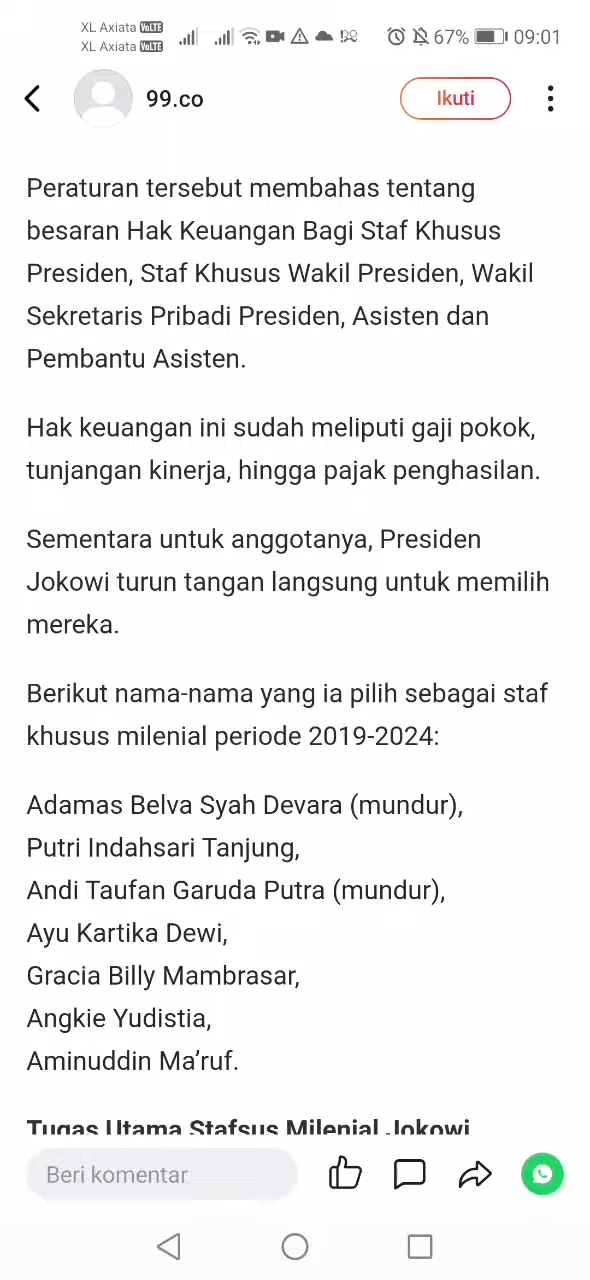 XL Axiata VoLTE
XL Axiata VoLTE
67% 09:01
99.co
Ikuti
Peraturan tersebut membahas tentang
besaran Hak Keuangan Bagi Staf Khusus
Presiden, Staf Khusus Wakil Presiden, Wakil
Sekretaris Pribadi Presiden, Asisten dan
Pembantu Asisten.
Hak keuangan ini sudah meliputi gaji pokok,
tunjangan kinerja, hingga pajak penghasilan.
Sementara untuk anggotanya, Presiden
Jokowi turun tangan langsung untuk memilih
mereka.
Berikut nama-nama yang ia pilih sebagai staf
khusus milenial periode 2019-2024:
Adamas Belva Syah Devara (mundur),
Putri Indahsari Tanjung,
Andi Taufan Garuda Putra (mundur),
Ayu Kartika Dewi,
Gracia Billy Mambrasar,
Angkie Yudistia,
Aminuddin Ma’ruf.
Tugas Utama Stafsus Milenial Jokowi
Beri komentar